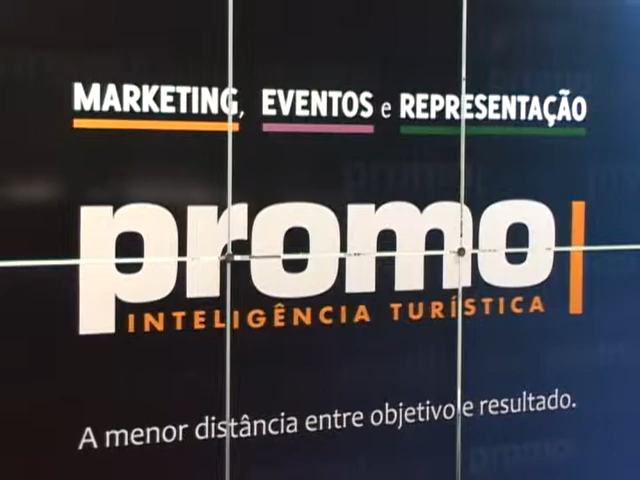 MARKETING, EVENTOS e REPRESENTAÇÃO
promo
INTELIGÊNCIA TURÍSTICA
A menor distância entre objetivo e resultado.